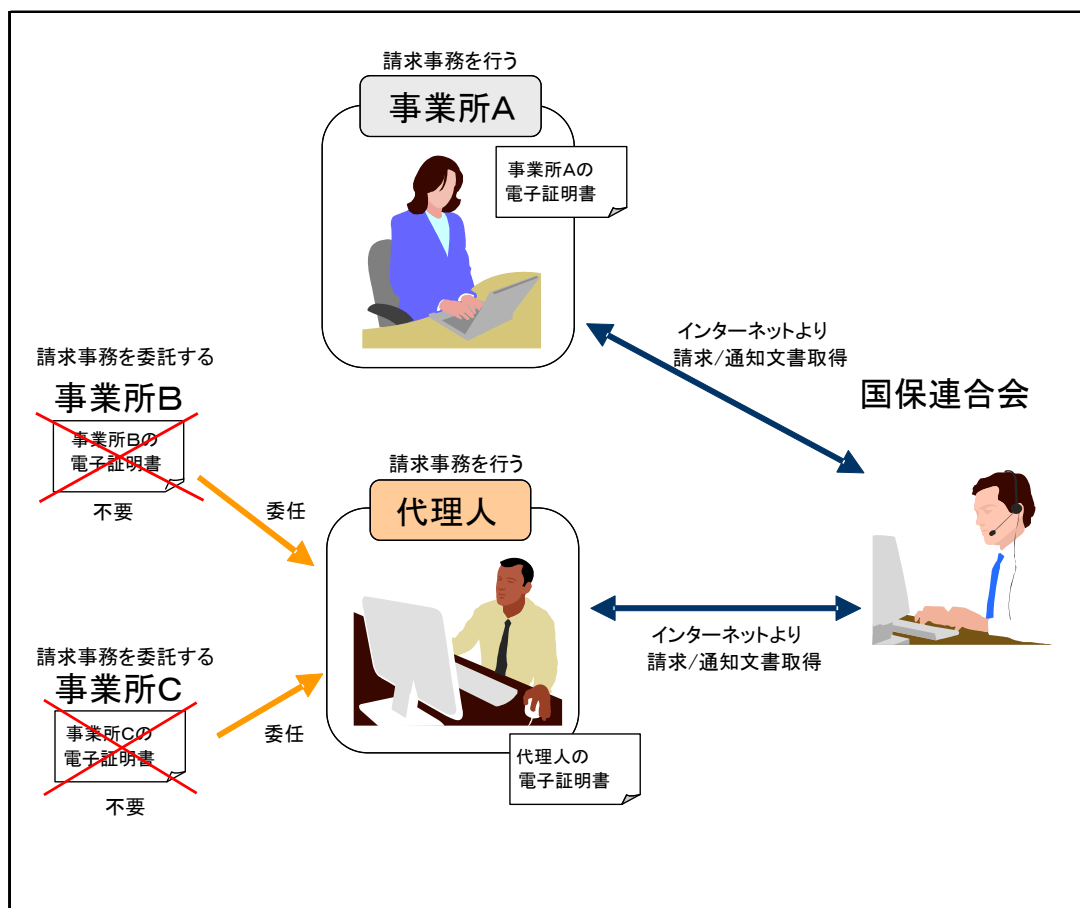 請求事務を行う
事業所A
事業所Aの
電子証明書
インターネットより
請求/通知文書取得
国保連合会
請求事務を委託する
事業所B
事業所Bの
電子証明書
不要
委任
請求事務を行う
代理人
インターネットより
請求/通知文書取得
請求事務を委託する
事業所C
事業所Cの
電子証明書
不要
委任
代理人の
電子証明書